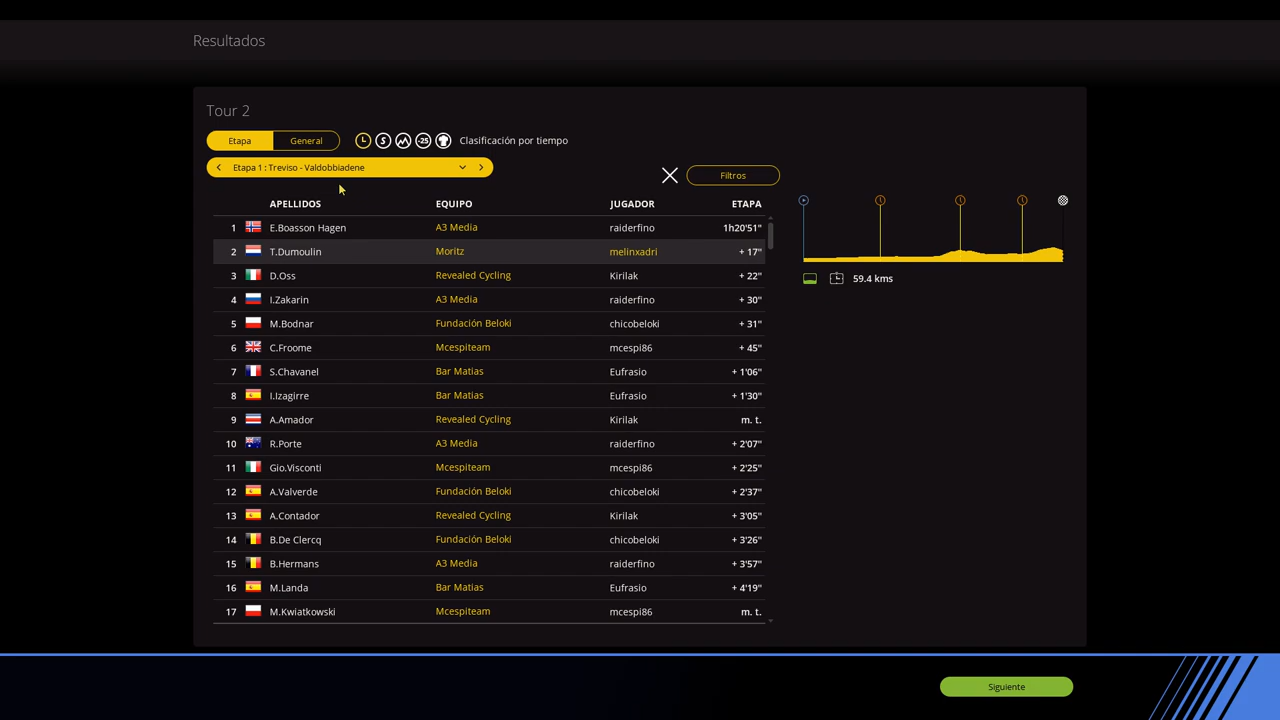 Resultados
Tour 2
Etapa General S -25 Clasificación por tiempo
Etapa 1 : Treviso - Valdobbiadene
Filtros
APELLIDOS EQUIPO JUGADOR ETAPA
1 E.Boasson Hagen A3 Media raiderfino 1h20'51"
2 T.Dumoulin Moritz melinxadri + 17"
3 D.Oss Revealed Cycling Kirilak + 22"
4 I.Zakarin A3 Media raiderfino + 30"
5 M.Bodnar Fundación Beloki chicobeloki + 31"
6 C.Froome Mcespiteam mcespi86 + 45"
7 S.Chavanel Bar Matias Eufrasio + 1'06"
8 I.Izagirre Bar Matias Eufrasio + 1'30"
9 A.Amador Revealed Cycling Kirilak m. t.
10 R.Porte A3 Media raiderfino + 2'07"
11 Gio.Visconti Mcespiteam mcespi86 + 2'25"
12 A.Valverde Fundación Beloki chicobeloki + 2'37"
13 A.Contador Revealed Cycling Kirilak + 3'05"
14 B.De Clercq Fundación Beloki chicobeloki + 3'26"
15 B.Hermans A3 Media raiderfino + 3'57"
16 M.Landa Bar Matias Eufrasio + 4'19"
17 M.Kwiatkowski Mcespiteam mcespi86 m. t.
59.4 kms
Siguiente